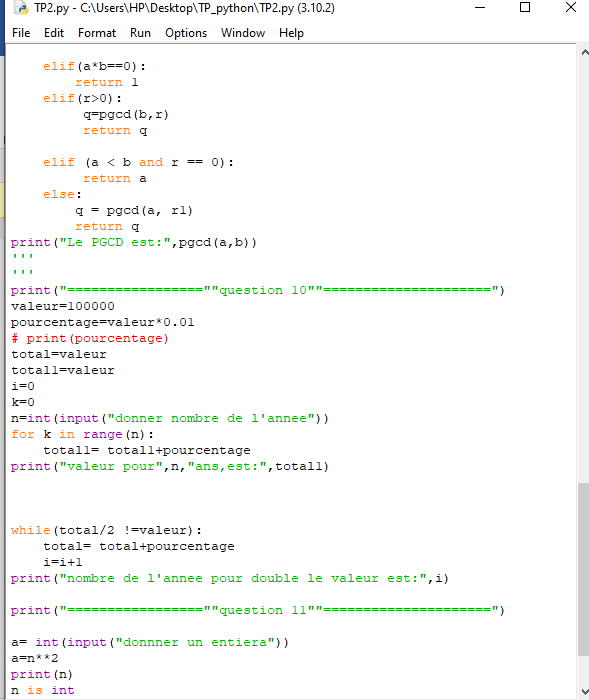 TP2.py - C:\Users\HP\Desktop\TP_python\TP2.py (3.10.2)
File Edit Format Run Options Window Help
elif(a*b==0):
return 1
elif(r>0):
q=pgcd(b,r)
return q
elif (a < b and r == 0):
return a
else:
q = pgcd(a, r1)
return q
print("Le PGCD est:",pgcd(a,b))
'''
'''
print("=================""question 10""=====================")
valeur=100000
pourcentage=valeur*0.01
# print(pourcentage)
total=valeur
total1=valeur
i=0
k=0
n=int(input("donner nombre de l'annee"))
for k in range(n):
total1= total1+pourcentage
print("valeur pour",n,"ans,est:",total1)
while(total/2 !=valeur):
total= total+pourcentage
i=i+1
print("nombre de l'annee pour double le valeur est:",i)
print("=================""question 11""=====================")
a= int(input("donnner un entiera"))
a=n**2
print(n)
n is int